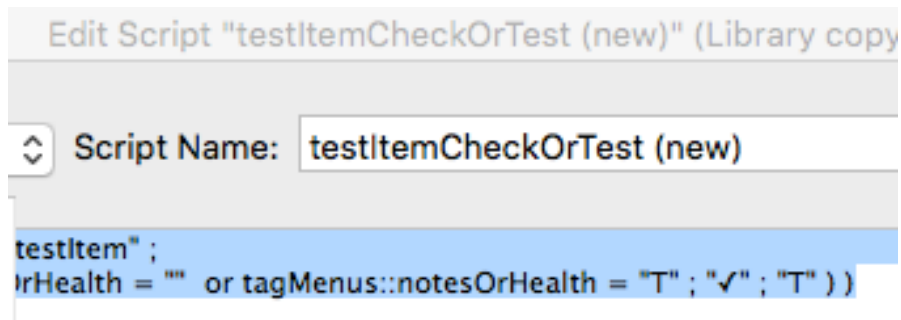 Edit Script "testItemCheckOrTest (new)" (Library copy
Script Name: testItemCheckOrTest (new)
testItem" ;
rHealth = "" or tagMenus::notesOrHealth = "T" ; "✓" ; "T" ) )